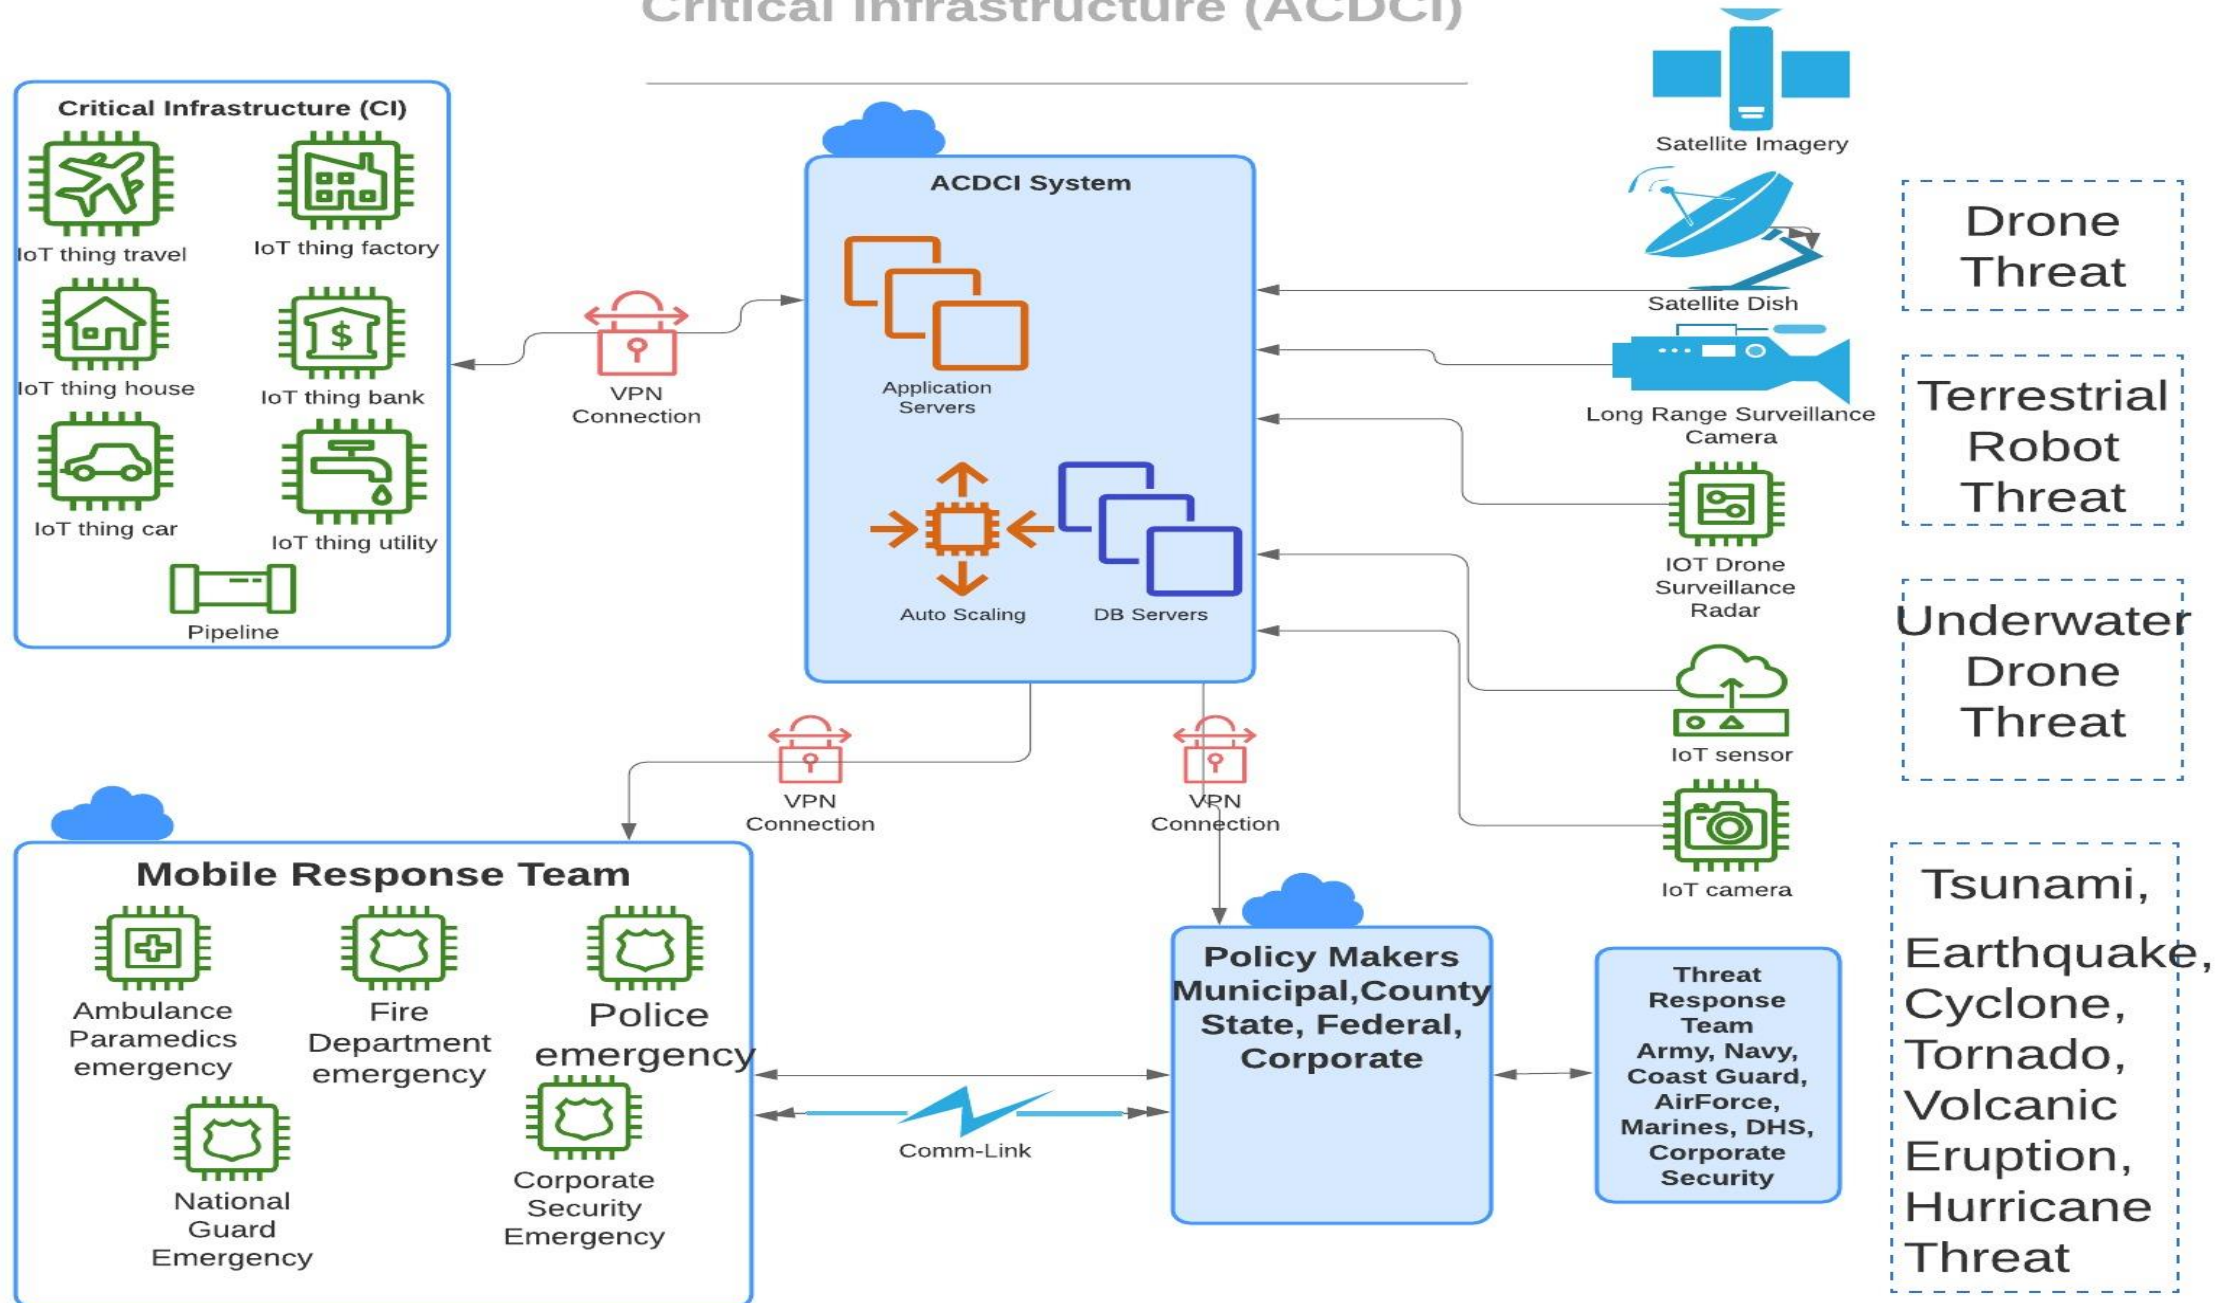 Critical Infrastructure (ACDCI)
Critical Infrastructure (CI)
IoT thing travel
IoT thing factory
IoT thing house
$
IoT thing bank
IoT thing car
IoT thing utility
Pipeline
VPN
Connection
ACDCI System
Application
Servers
Auto Scaling
DB Servers
Satellite Imagery
Satellite Dish
Long Range Surveillance
Camera
IOT Drone
Surveillance
Radar
IoT sensor
IoT camera
Drone
Threat
Terrestrial
Robot
Threat
Underwater
Drone
Threat
Tsunami,
Earthquake,
Cyclone,
Tornado,
Volcanic
Eruption,
Hurricane
Threat
VPN
Connection
VPN
Connection
Mobile Response Team
Ambulance
Paramedics
emergency
Fire
Department
emergency
Police
emergency
National
Guard
Emergency
Corporate
Security
Emergency
Comm-Link
Policy Makers
Municipal,County
State, Federal,
Corporate
Threat
Response
Team
Army, Navy,
Coast Guard,
AirForce,
Marines, DHS,
Corporate
Security